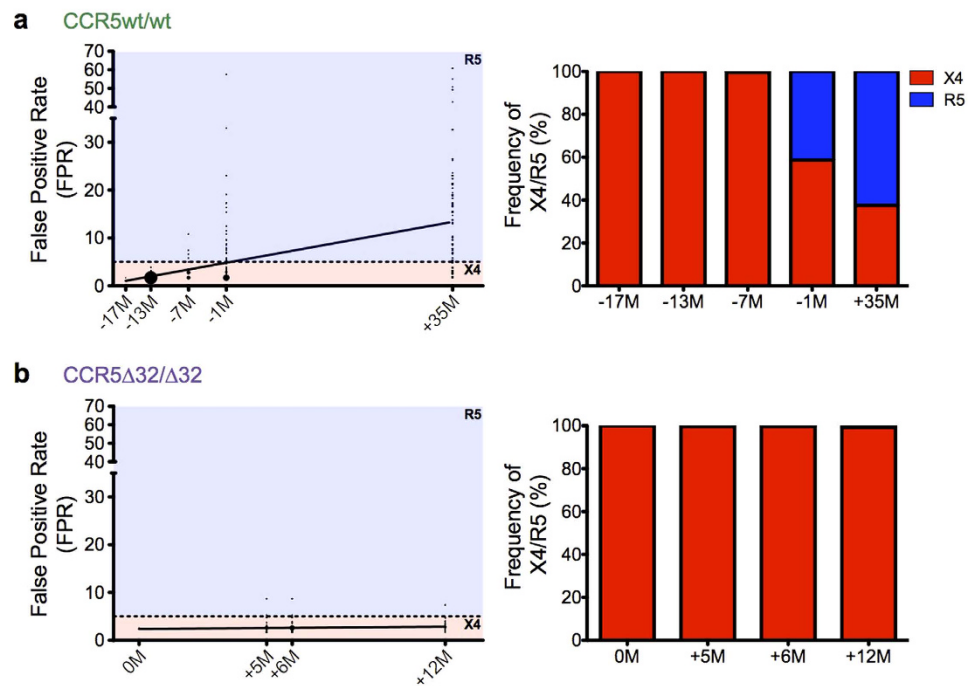 a CCR5wt/wt
False Positive Rate
(FPR)
70
60
50
40
30
20
10
0
R5
X4
-17M
-13M
-7M
-1M
+35M
Frequency of
X4/R5 (%)
100
80
60
40
20
0
-17M
-13M
-7M
-1M
+35M
X4
R5
b CCR5Δ32/Δ32
False Positive Rate
(FPR)
70
60
50
40
30
20
10
0
R5
X4
0M
+5M
+6M
+12M
Frequency of
X4/R5 (%)
100
80
60
40
20
0
0M
+5M
+6M
+12M